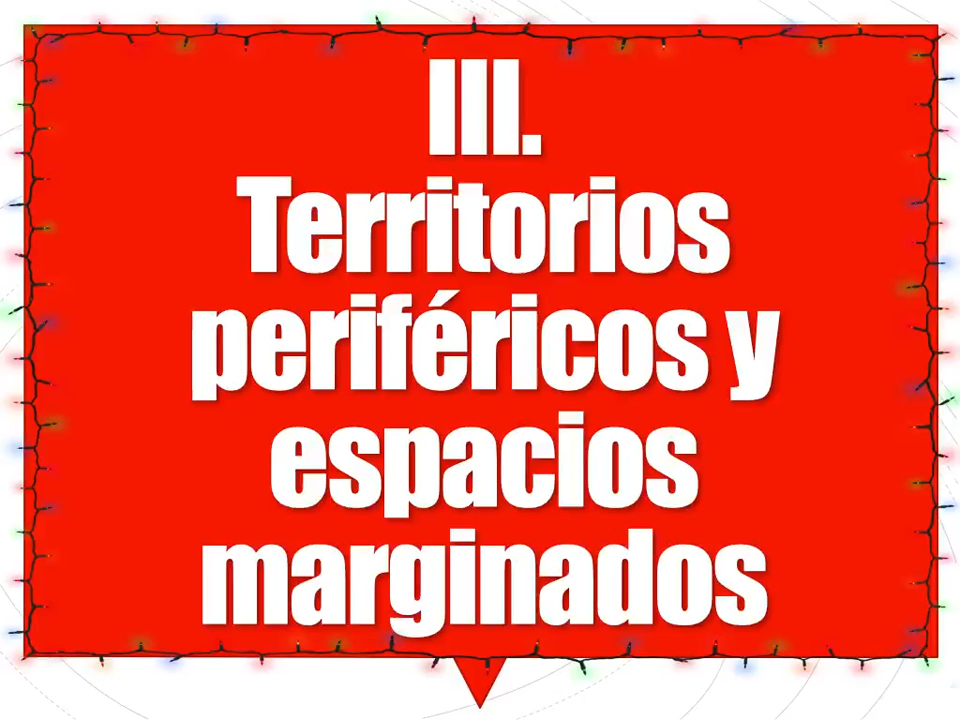 III.
Territorios
periféricos y
espacios
marginados